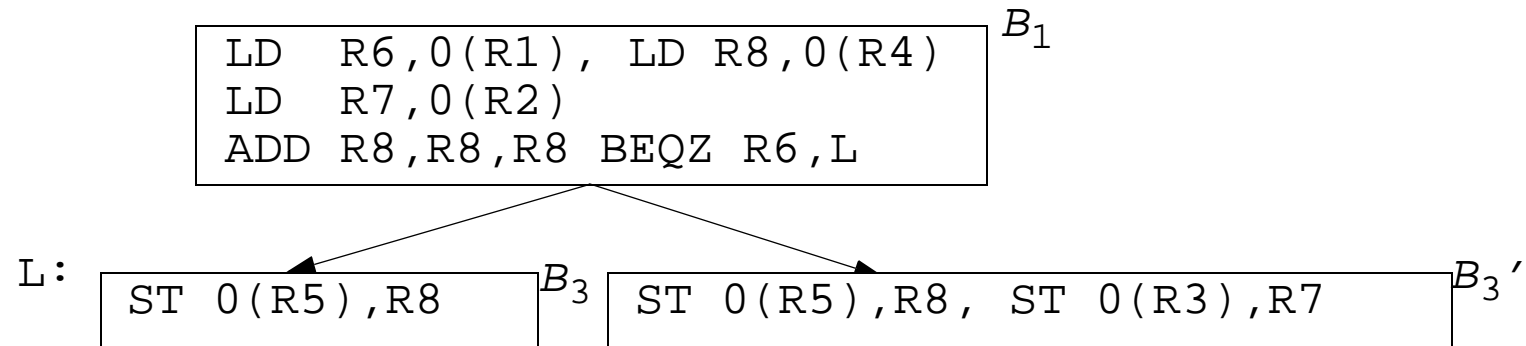 LD R6,0(R1), LD R8,0(R4) B1
LD R7,0(R2)
ADD R8,R8,R8 BEQZ R6,L
L: ST 0(R5),R8 B3 ST 0(R5),R8, ST 0(R3),R7 B3'